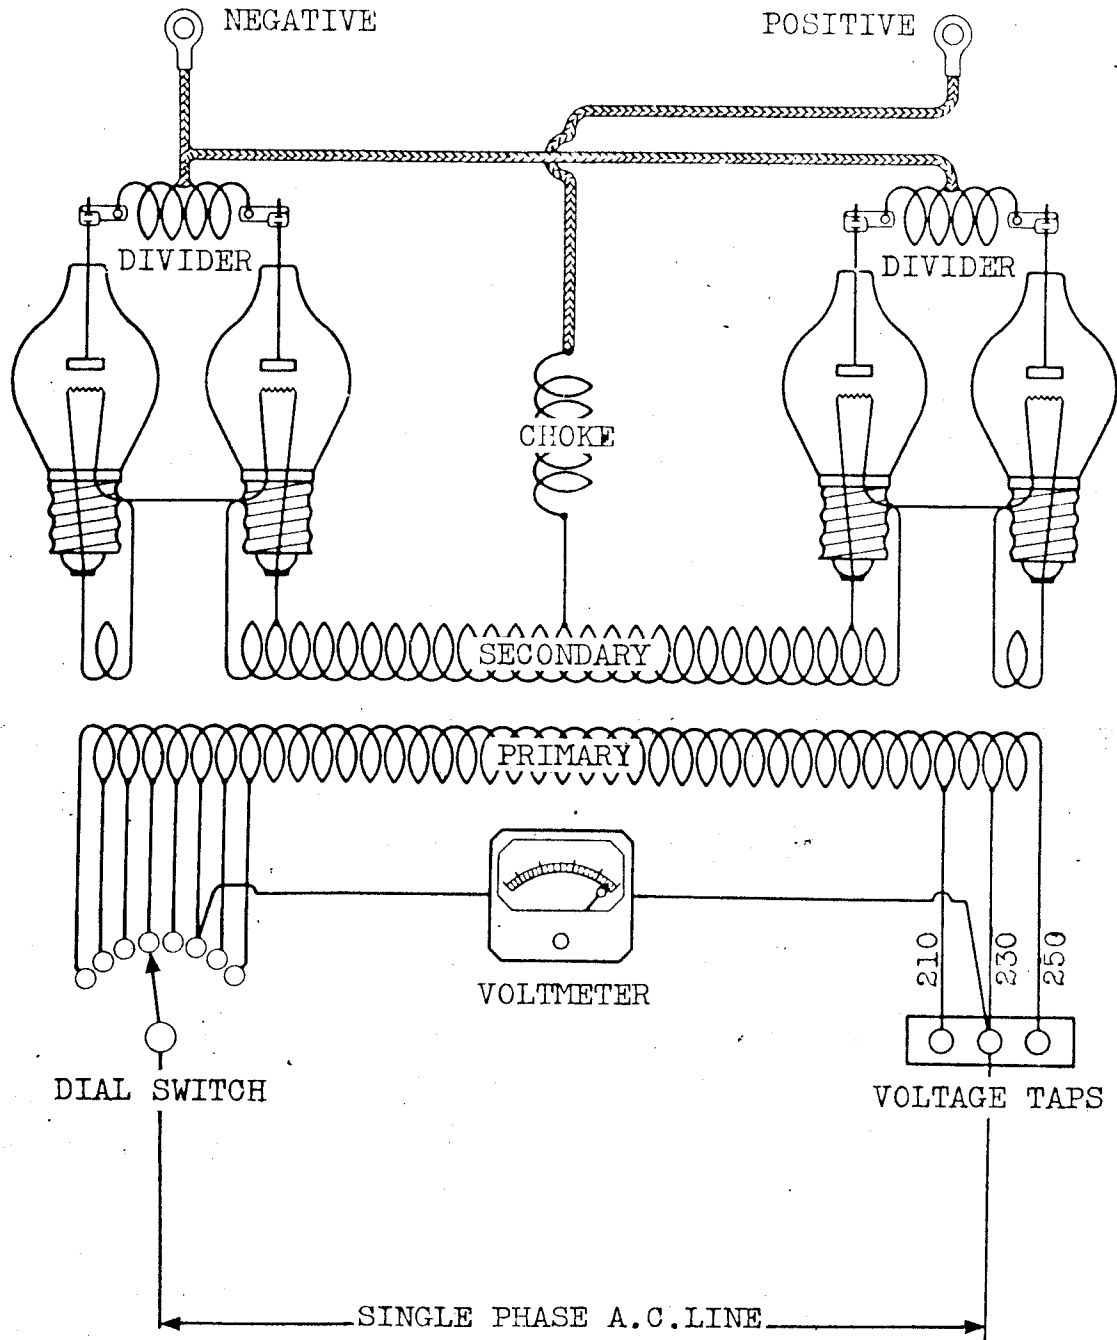 NEGATIVE
POSITIVE
DIVIDER
DIVIDER
CHOKE
SECONDARY
PRIMARY
210
230
250
VOLTMETER
DIAL SWITCH
VOLTAGE TAPS
SINGLE PHASE A.C.LINE